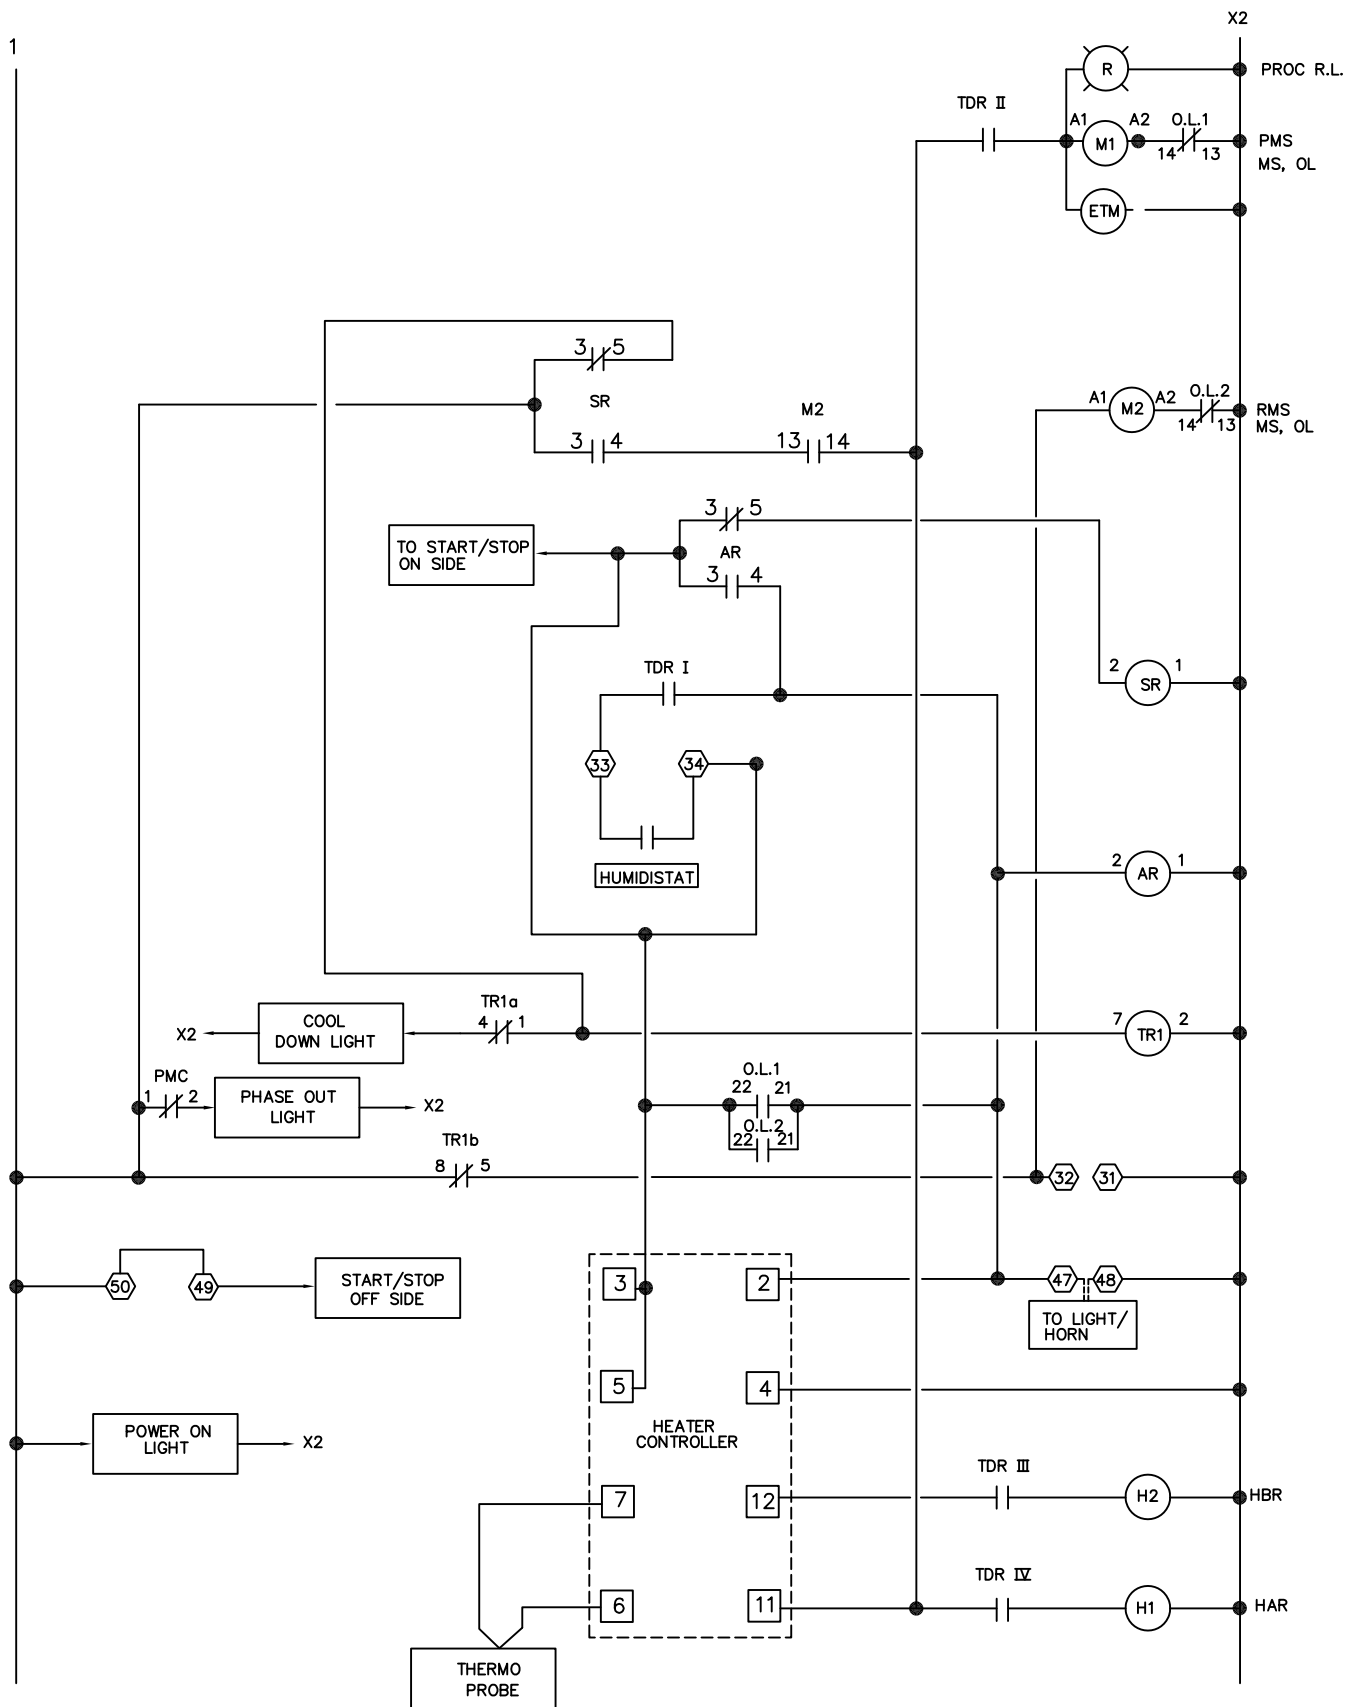 X2
1
R
PROC R.L.
TDR II
A1 A2 O.L.1
M1
14 13
PMS
MS, OL
ETM
3 5
SR
3 4
M2
13 14
A1 A2 O.L.2
M2
14 13
RMS
MS, OL
3 5
TO START/STOP
ON SIDE
AR
3 4
TDR I
2 1
SR
33 34
HUMIDISTAT
2 1
AR
COOL
DOWN LIGHT
X2
TR1a
4 1
7 2
TR1
PMC
1 2
PHASE OUT
LIGHT
X2
O.L.1
22 21
O.L.2
22 21
TR1b
8 5
32 31
50 49
START/STOP
OFF SIDE
3 2
47 48
TO LIGHT/
HORN
5 4
POWER ON
LIGHT
X2
HEATER
CONTROLLER
TDR III
7 12
H2
HBR
TDR IV
6 11
H1
HAR
THERMO
PROBE